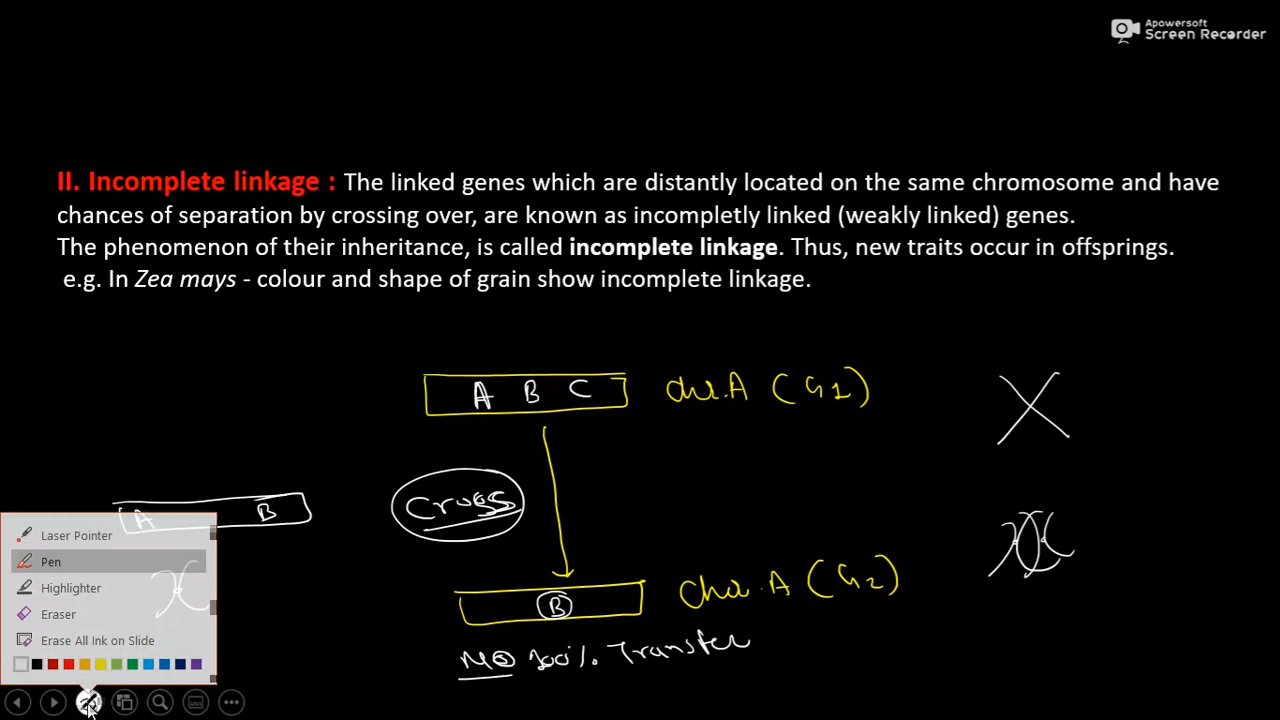 Apowersoft
Screen Recorder
II. Incomplete linkage : The linked genes which are distantly located on the same chromosome and have
chances of separation by crossing over, are known as incompletly linked (weakly linked) genes.
The phenomenon of their inheritance, is called incomplete linkage. Thus, new traits occur in offsprings.
e.g. In Zea mays - colour and shape of grain show incomplete linkage.
A B C chr.A (G1)
Cross
A B
Laser Pointer
Pen
Highlighter
Eraser
Erase All Ink on Slide
B chr.A (G2)
NO 100% Transfer